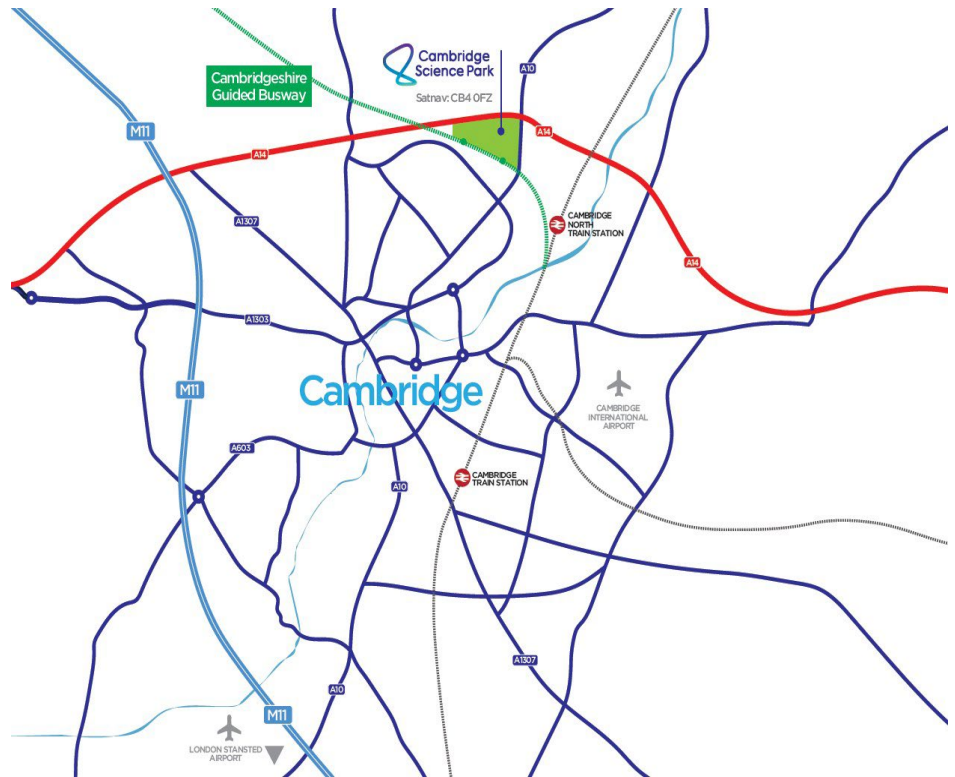 Cambridge
Science Park
Satnav: CB4 0FZ
A10
Cambridgeshire
Guided Busway
M11
A14
A14
A1307
CAMBRIDGE
NORTH
TRAIN STATION
A14
A1303
M11
Cambridge
CAMBRIDGE
INTERNATIONAL
AIRPORT
A603
CAMBRIDGE
TRAIN STATION
A10
A1307
A10
M11
LONDON STANSTED
AIRPORT